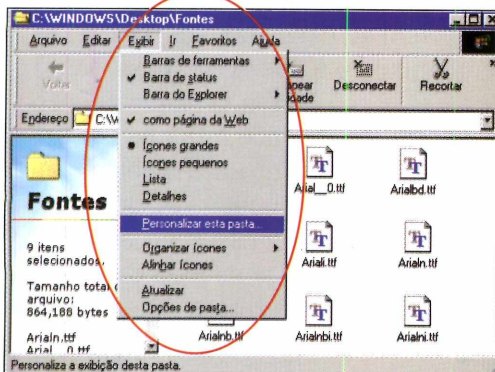 C:\WINDOWS\Desktop\Fontes
Arquivo Editar Exibir Ir Favoritos Ajuda
Voltar
Desconectar Recortar
Endereço C:\W
Barras de ferramentas
Barra de status
Barra do Explorer
como página da Web
Ícones grandes
Ícones pequenos
Lista
Detalhes
Personalizar esta pasta...
Organizar ícones
Alinhar ícones
Atualizar
Opções de pasta...
Fontes
9 itens
selecionados.
Tamanho total
arquivo:
864,188 bytes
Arialn.ttf
Arial__0.ttf
Arial__0.ttf Arialbd.ttf
Ariali.ttf Arialn.ttf
Arialnb.ttf Arialnbi.ttf Arialni.ttf
Personaliza a exibição desta pasta.